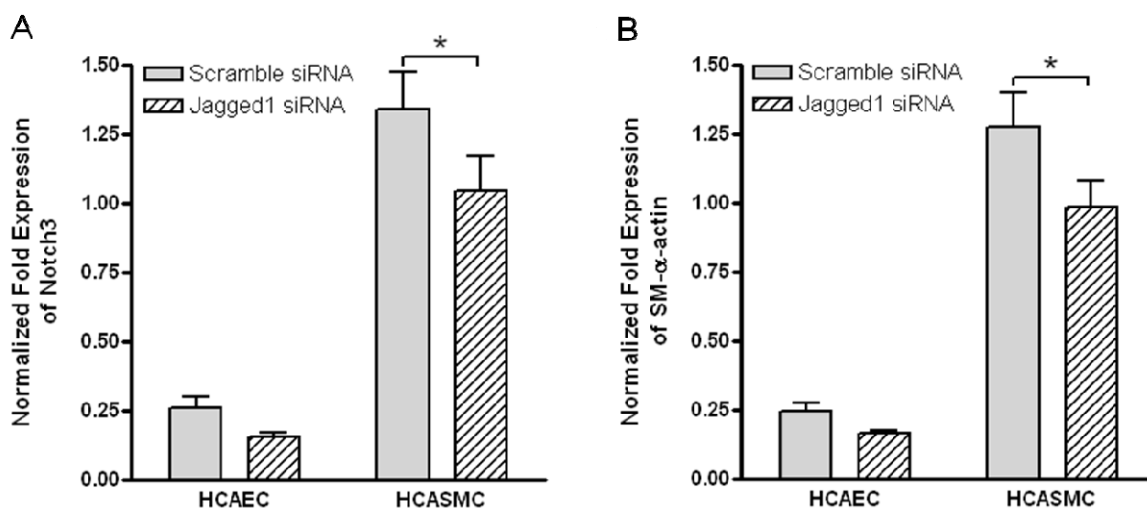 A
Normalized Fold Expression
of Notch3
1.50
1.25
1.00
0.75
0.50
0.25
0.00
Scramble siRNA
Jagged1 siRNA
*
HCAEC
HCASMC
B
Normalized Fold Expression
of SM-α-actin
1.50
1.25
1.00
0.75
0.50
0.25
0.00
Scramble siRNA
Jagged1 siRNA
*
HCAEC
HCASMC